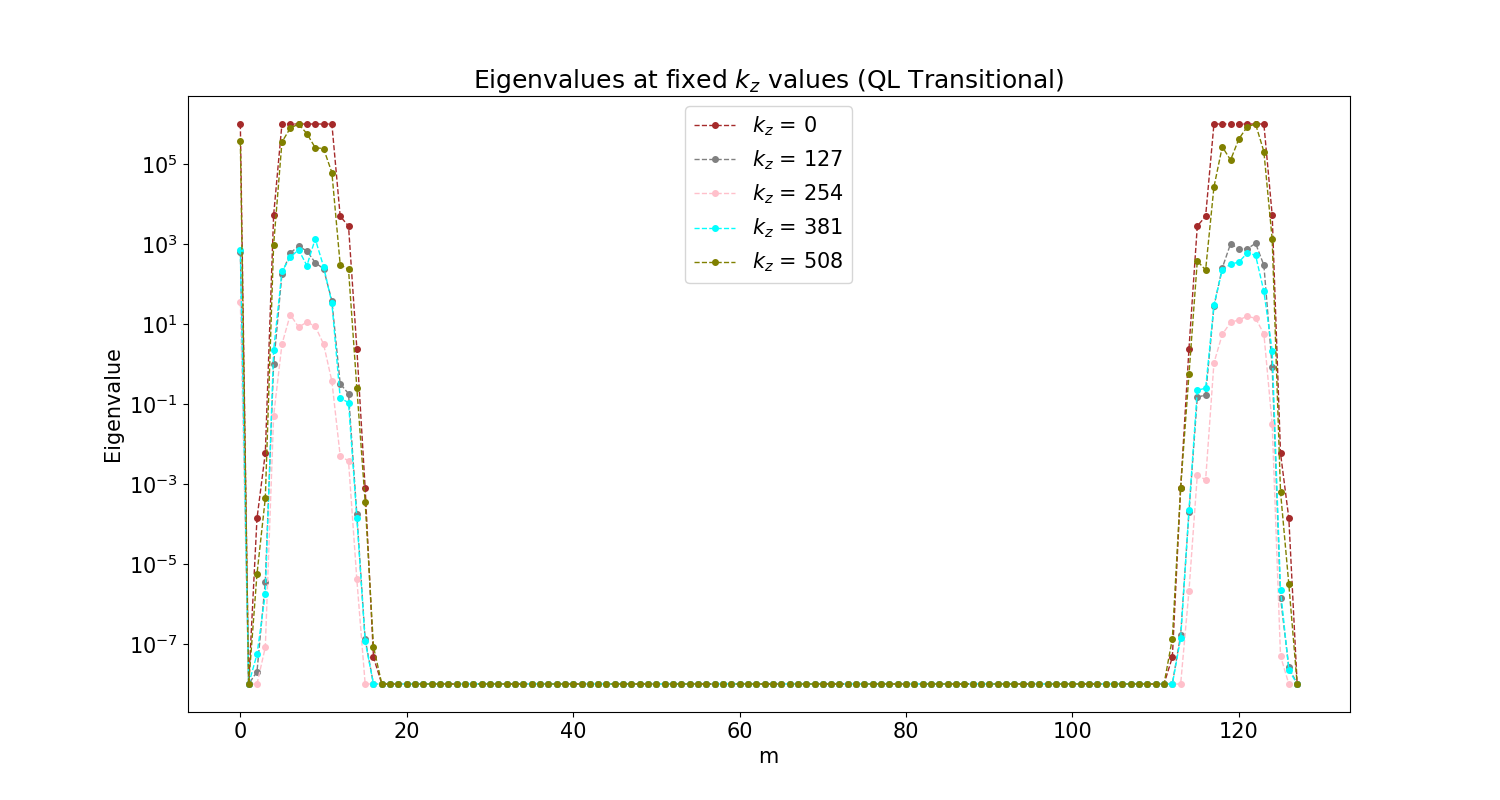 Eigenvalues at fixed $k_z$ values (QL Transitional)
$k_z$ = 0
$k_z$ = 127
$k_z$ = 254
$k_z$ = 381
$k_z$ = 508
Eigenvalue
$10^5$
$10^3$
$10^1$
$10^{-1}$
$10^{-3}$
$10^{-5}$
$10^{-7}$
0 20 40 60 80 100 120
m